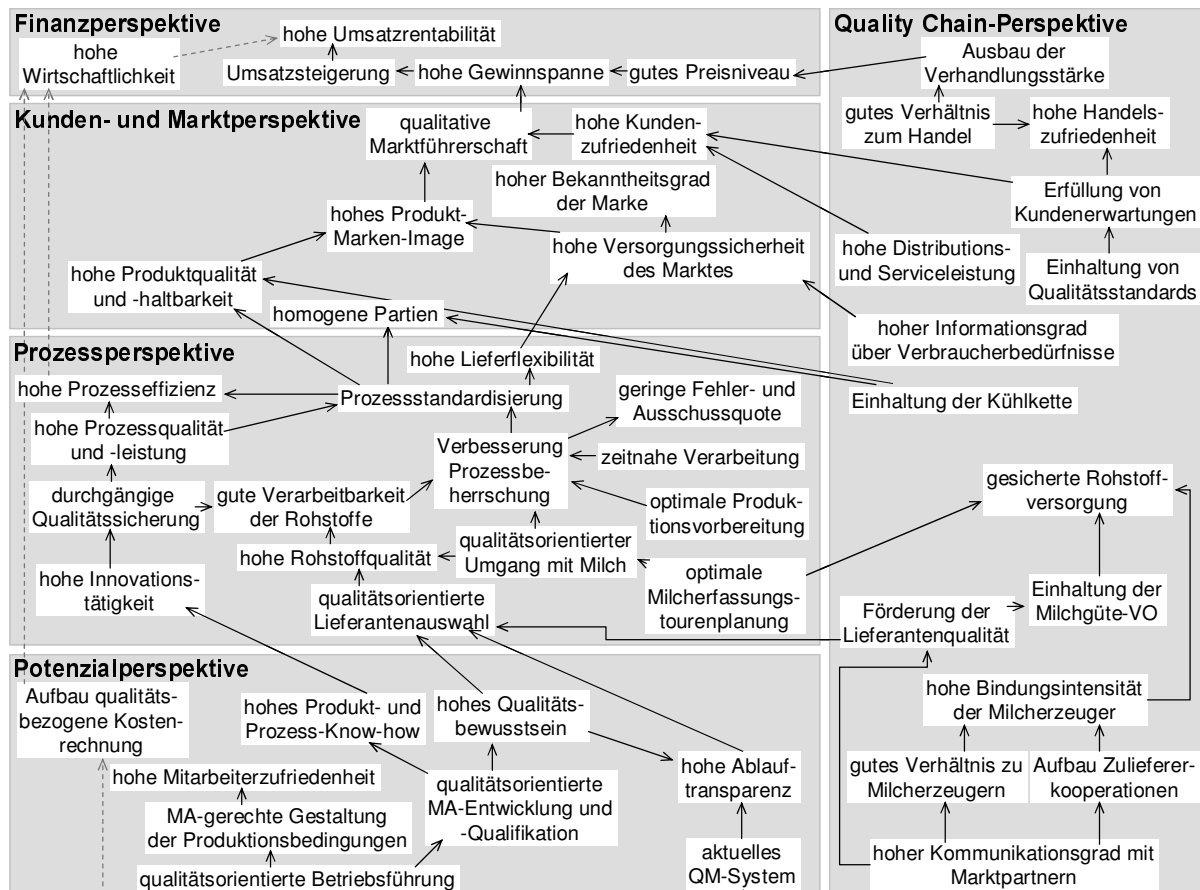 Finanzperspektive
hohe
Wirtschaftlichkeit
hohe Umsatzrentabilität
Umsatzsteigerung
hohe Gewinnspanne
gutes Preisniveau
Kunden- und Marktperspektive
qualitative
Marktführerschaft
hohe Kunden-
zufriedenheit
hoher Bekanntheitsgrad
der Marke
hohes Produkt-
Marken-Image
hohe Versorgungssicherheit
des Marktes
hohe Produktqualität
und -haltbarkeit
homogene Partien
Prozessperspektive
hohe Lieferflexibilität
hohe Prozesseffizienz
Prozessstandardisierung
geringe Fehler- und
Ausschussquote
hohe Prozessqualität
und -leistung
Verbesserung
Prozessbe-
herrschung
zeitnahe Verarbeitung
durchgängige
Qualitätssicherung
gute Verarbeitbarkeit
der Rohstoffe
optimale Produk-
tionsvorbereitung
hohe Rohstoffqualität
qualitätsorientierter
Umgang mit Milch
hohe Innovations-
tätigkeit
qualitätsorientierte
Lieferantenauswahl
optimale
Milcherfassungs-
tourenplanung
Potenzialperspektive
Aufbau qualitäts-
bezogene Kosten-
rechnung
hohes Produkt- und
Prozess-Know-how
hohes Qualitäts-
bewusstsein
hohe Mitarbeiterzufriedenheit
qualitätsorientierte
MA-Entwicklung und
-Qualifikation
hohe Ablauf-
transparenz
MA-gerechte Gestaltung
der Produktionsbedingungen
qualitätsorientierte Betriebsführung
aktuelles
QM-System
Quality Chain-Perspektive
Ausbau der
Verhandlungsstärke
gutes Verhältnis
zum Handel
hohe Handels-
zufriedenheit
Erfüllung von
Kundenerwartungen
hohe Distributions-
und Serviceleistung
Einhaltung von
Qualitätsstandards
hoher Informationsgrad
über Verbraucherbedürfnisse
Einhaltung der Kühlkette
gesicherte Rohstoff-
versorgung
Einhaltung der
Milchgüte-VO
Förderung der
Lieferantenqualität
hohe Bindungsintensität
der Milcherzeuger
gutes Verhältnis zu
Milcherzeugern
Aufbau Zulieferer-
kooperationen
hoher Kommunikationsgrad mit
Marktpartnern